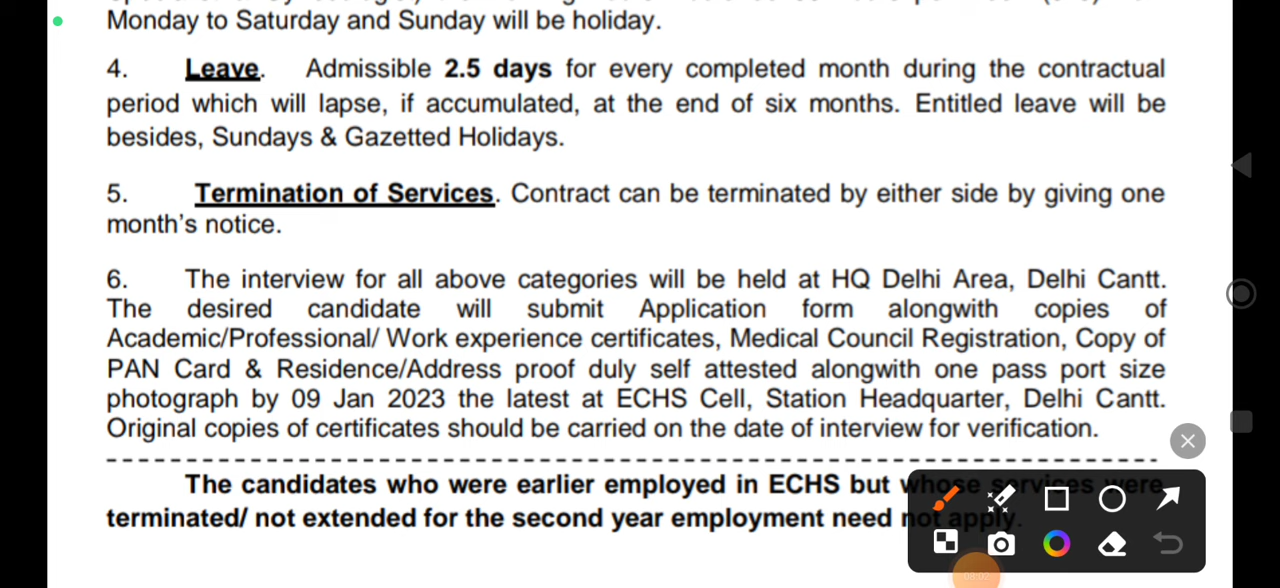 Monday to Saturday and Sunday will be holiday.
4. Leave. Admissible 2.5 days for every completed month during the contractual
period which will lapse, if accumulated, at the end of six months. Entitled leave will be
besides, Sundays & Gazetted Holidays.
5. Termination of Services. Contract can be terminated by either side by giving one
month's notice.
6. The interview for all above categories will be held at HQ Delhi Area, Delhi Cantt.
The desired candidate will submit Application form alongwith copies of
Academic/Professional/ Work experience certificates, Medical Council Registration, Copy of
PAN Card & Residence/Address proof duly self attested alongwith one pass port size
photograph by 09 Jan 2023 the latest at ECHS Cell, Station Headquarter, Delhi Cantt.
Original copies of certificates should be carried on the date of interview for verification.
The candidates who were earlier employed in ECHS but whose services were
terminated/ not extended for the second year employment need not apply.
08:02